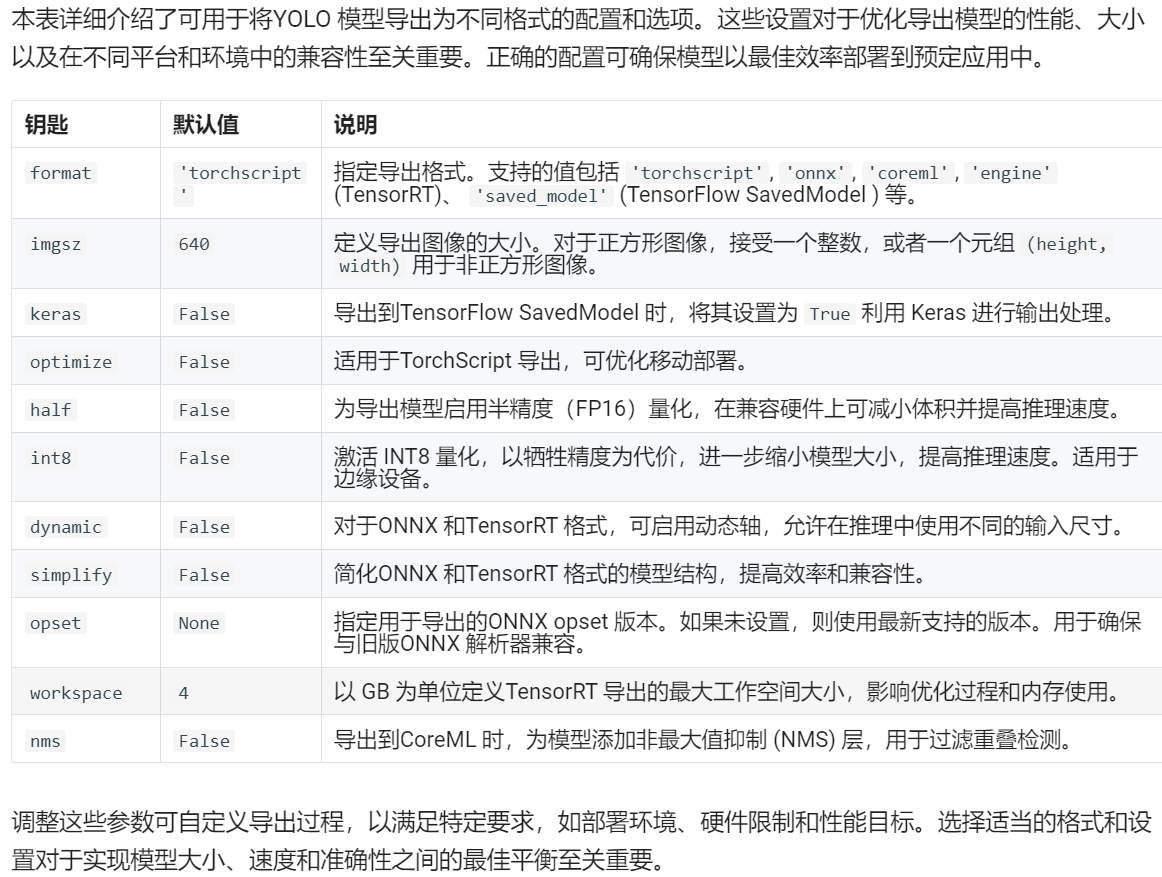 本表详细介绍了可用于将YOLO 模型导出为不同格式的配置和选项。这些设置对于优化导出模型的性能、大小
以及在不同平台和环境中的兼容性至关重要。正确的配置可确保模型以最佳效率部署到预定应用中。
钥匙 默认值 说明
format 'torchscript 指定导出格式。支持的值包括 'torchscript', 'onnx', 'coreml', 'engine'
' (TensorRT)、 'saved_model' (TensorFlow SavedModel ) 等。
imgsz 640 定义导出图像的大小。对于正方形图像，接受一个整数，或者一个元组 (height,
width) 用于非正方形图像。
keras False 导出到TensorFlow SavedModel 时，将其设置为 True 利用 Keras 进行输出处理。
optimize False 适用于TorchScript 导出，可优化移动部署。
half False 为导出模型启用半精度（FP16）量化，在兼容硬件上可减小体积并提高推理速度。
int8 False 激活 INT8 量化，以牺牲精度为代价，进一步缩小模型大小，提高推理速度。适用于
边缘设备。
dynamic False 对于ONNX 和TensorRT 格式，可启用动态轴，允许在推理中使用不同的输入尺寸。
simplify False 简化ONNX 和TensorRT 格式的模型结构，提高效率和兼容性。
opset None 指定用于导出的ONNX opset 版本。如果未设置，则使用最新支持的版本。用于确保
与旧版ONNX 解析器兼容。
workspace 4 以 GB 为单位定义TensorRT 导出的最大工作空间大小，影响优化过程和内存使用。
nms False 导出到CoreML 时，为模型添加非最大值抑制 (NMS) 层，用于过滤重叠检测。
调整这些参数可自定义导出过程，以满足特定要求，如部署环境、硬件限制和性能目标。选择适当的格式和设
置对于实现模型大小、速度和准确性之间的最佳平衡至关重要。